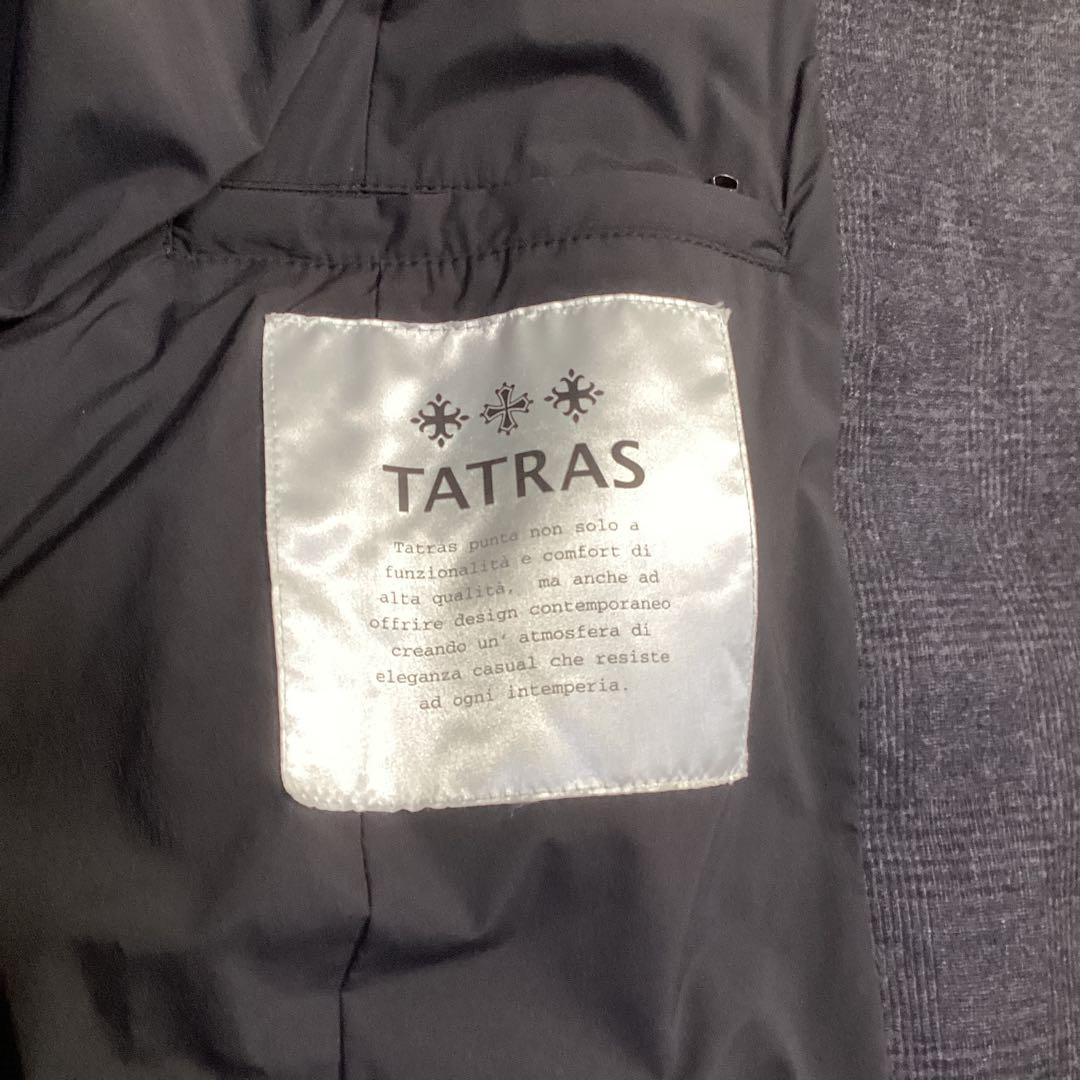 TATRAS
Tatras punta non solo a
funzionalità e comfort di
alta qualità, ma anche ad
offrire design contemporaneo
creando un' atmosfera di
eleganza casual che resiste
ad ogni intemperia.